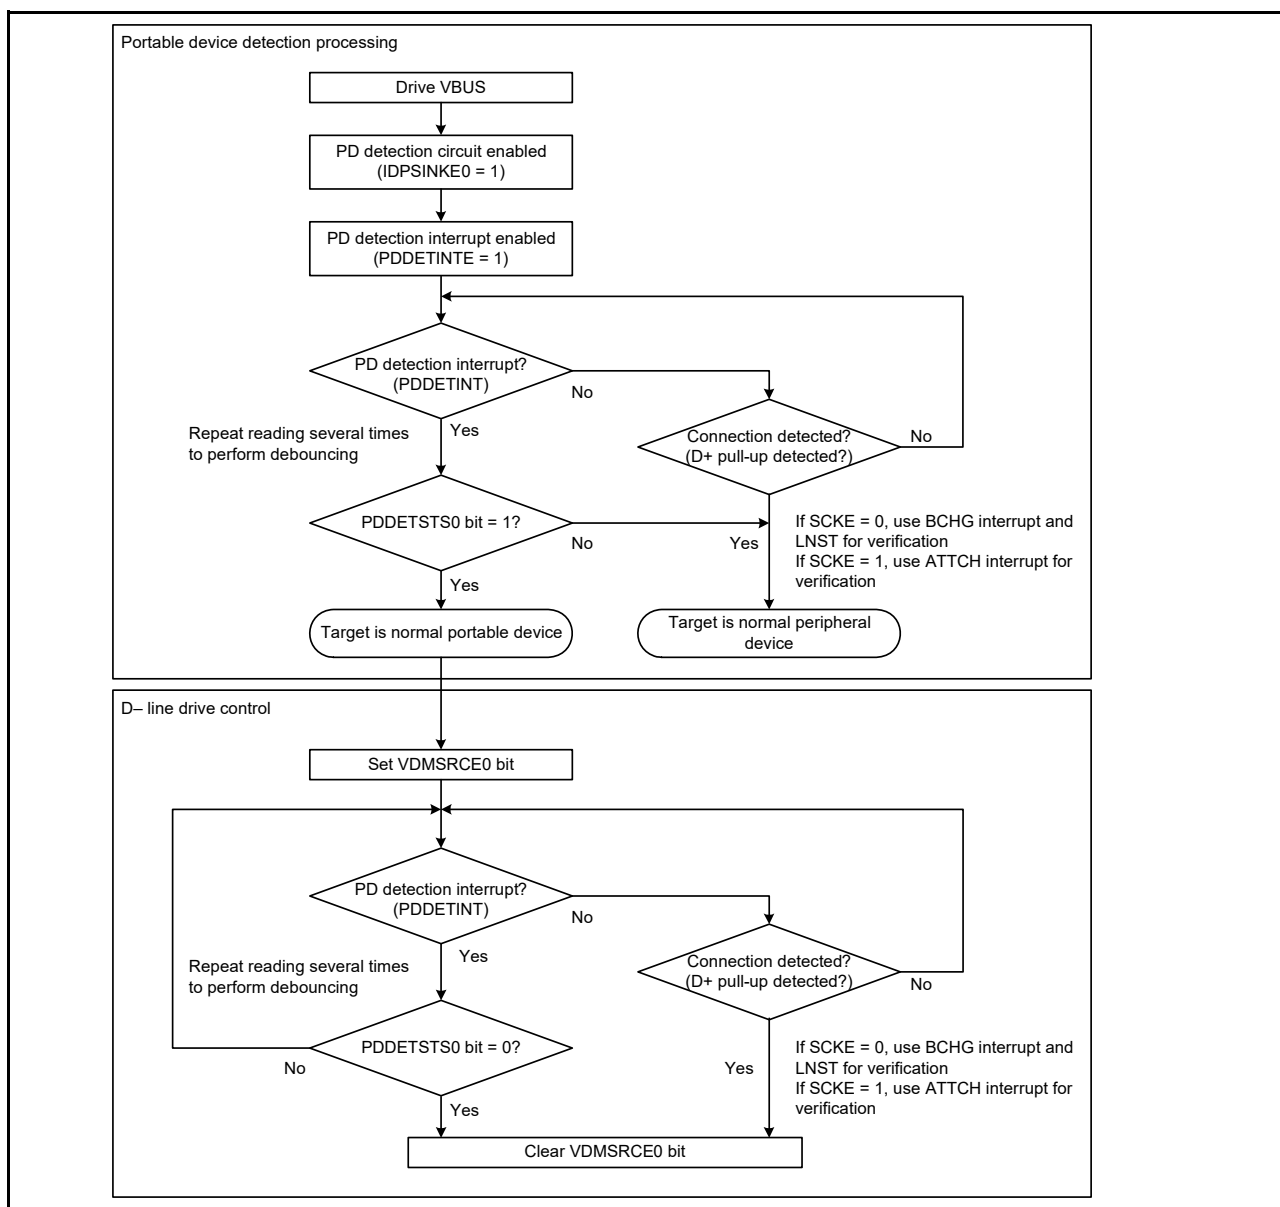 Portable device detection processing
Drive VBUS
PD detection circuit enabled
(IDPSINKE0 = 1)
PD detection interrupt enabled
(PDDETINTE = 1)
PD detection interrupt?
(PDDETINT)
No
Yes
Repeat reading several times
to perform debouncing
Connection detected?
(D+ pull-up detected?)
No
PDDETSTS0 bit = 1?
No
Yes
If SCKE = 0, use BCHG interrupt and
LNST for verification
If SCKE = 1, use ATTCH interrupt for
verification
Yes
Target is normal portable device
Target is normal peripheral
device
D– line drive control
Set VDMSRCE0 bit
PD detection interrupt?
(PDDETINT)
No
Yes
Repeat reading several times
to perform debouncing
Connection detected?
(D+ pull-up detected?)
No
PDDETSTS0 bit = 0?
No
Yes
If SCKE = 0, use BCHG interrupt and
LNST for verification
If SCKE = 1, use ATTCH interrupt for
verification
Yes
Clear VDMSRCE0 bit